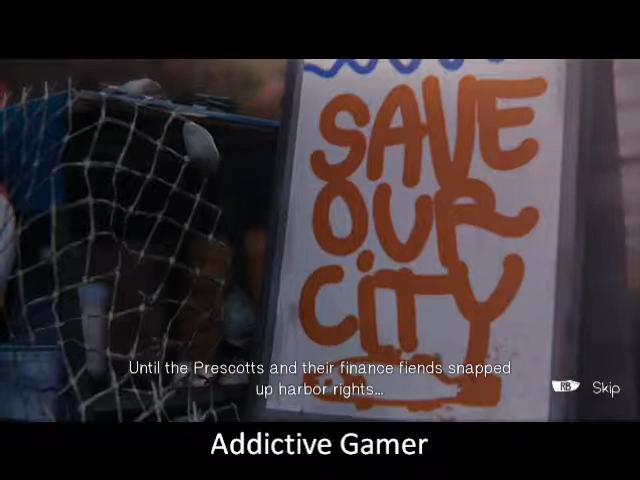 SAVE
OUR
CiTY
Until the Prescotts and their finance fiends snapped
up harbor rights...
RB Skip
Addictive Gamer